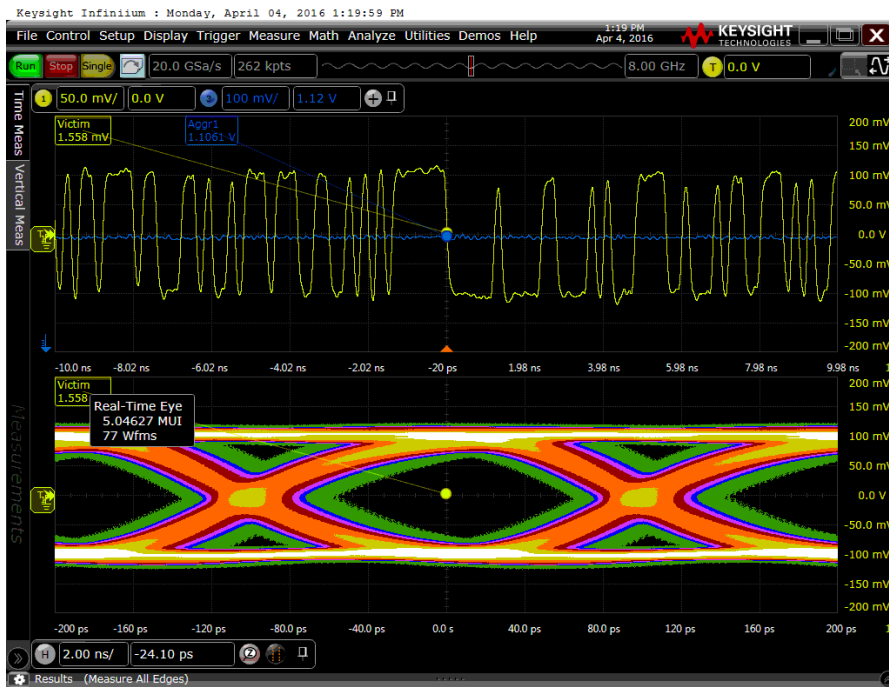 Keysight Infiniium : Monday, April 04, 2016 1:19:59 PM
File Control Setup Display Trigger Measure Math Analyze Utilities Demos Help
1:19 PM
Apr 4, 2016
KEYSIGHT
TECHNOLOGIES
Run Stop Single 20.0 GSa/s 262 kpts 8.00 GHz T 0.0 V
1 50.0 mV/ 0.0 V 100 mV/ 1.12 V
Time Meas
Vertical Meas
Measurements
Victim
1.558 mV
Aggr1
1.1061 V
200 mV
150 mV
100 mV
50.0 mV
0.0 V
-50.0 mV
-100 mV
-150 mV
-200 mV
-10.0 ns -8.02 ns -6.02 ns -4.02 ns -2.02 ns -20 ps 1.98 ns 3.98 ns 5.98 ns 7.98 ns 9.98 ns
Victim
1.558
Real-Time Eye
5.04627 MUI
77 Wfms
200 mV
150 mV
100 mV
50.0 mV
0.0 V
-50.0 mV
-100 mV
-150 mV
-200 mV
-200 ps -160 ps -120 ps -80.0 ps -40.0 ps 0.0 s 40.0 ps 80.0 ps 120 ps 160 ps 200 ps
H 2.00 ns/ -24.10 ps
Results (Measure All Edges)